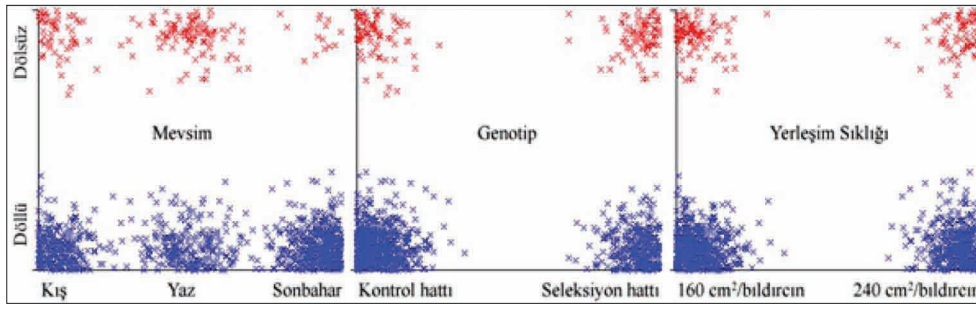 Dölsüz
Döllü
Mevsim
Genotip
Yerleşim Sıklığı
Kış
Yaz
Sonbahar
Kontrol hattı
Seleksiyon hattı
160 cm²/bıldırcın
240 cm²/bıldırcın